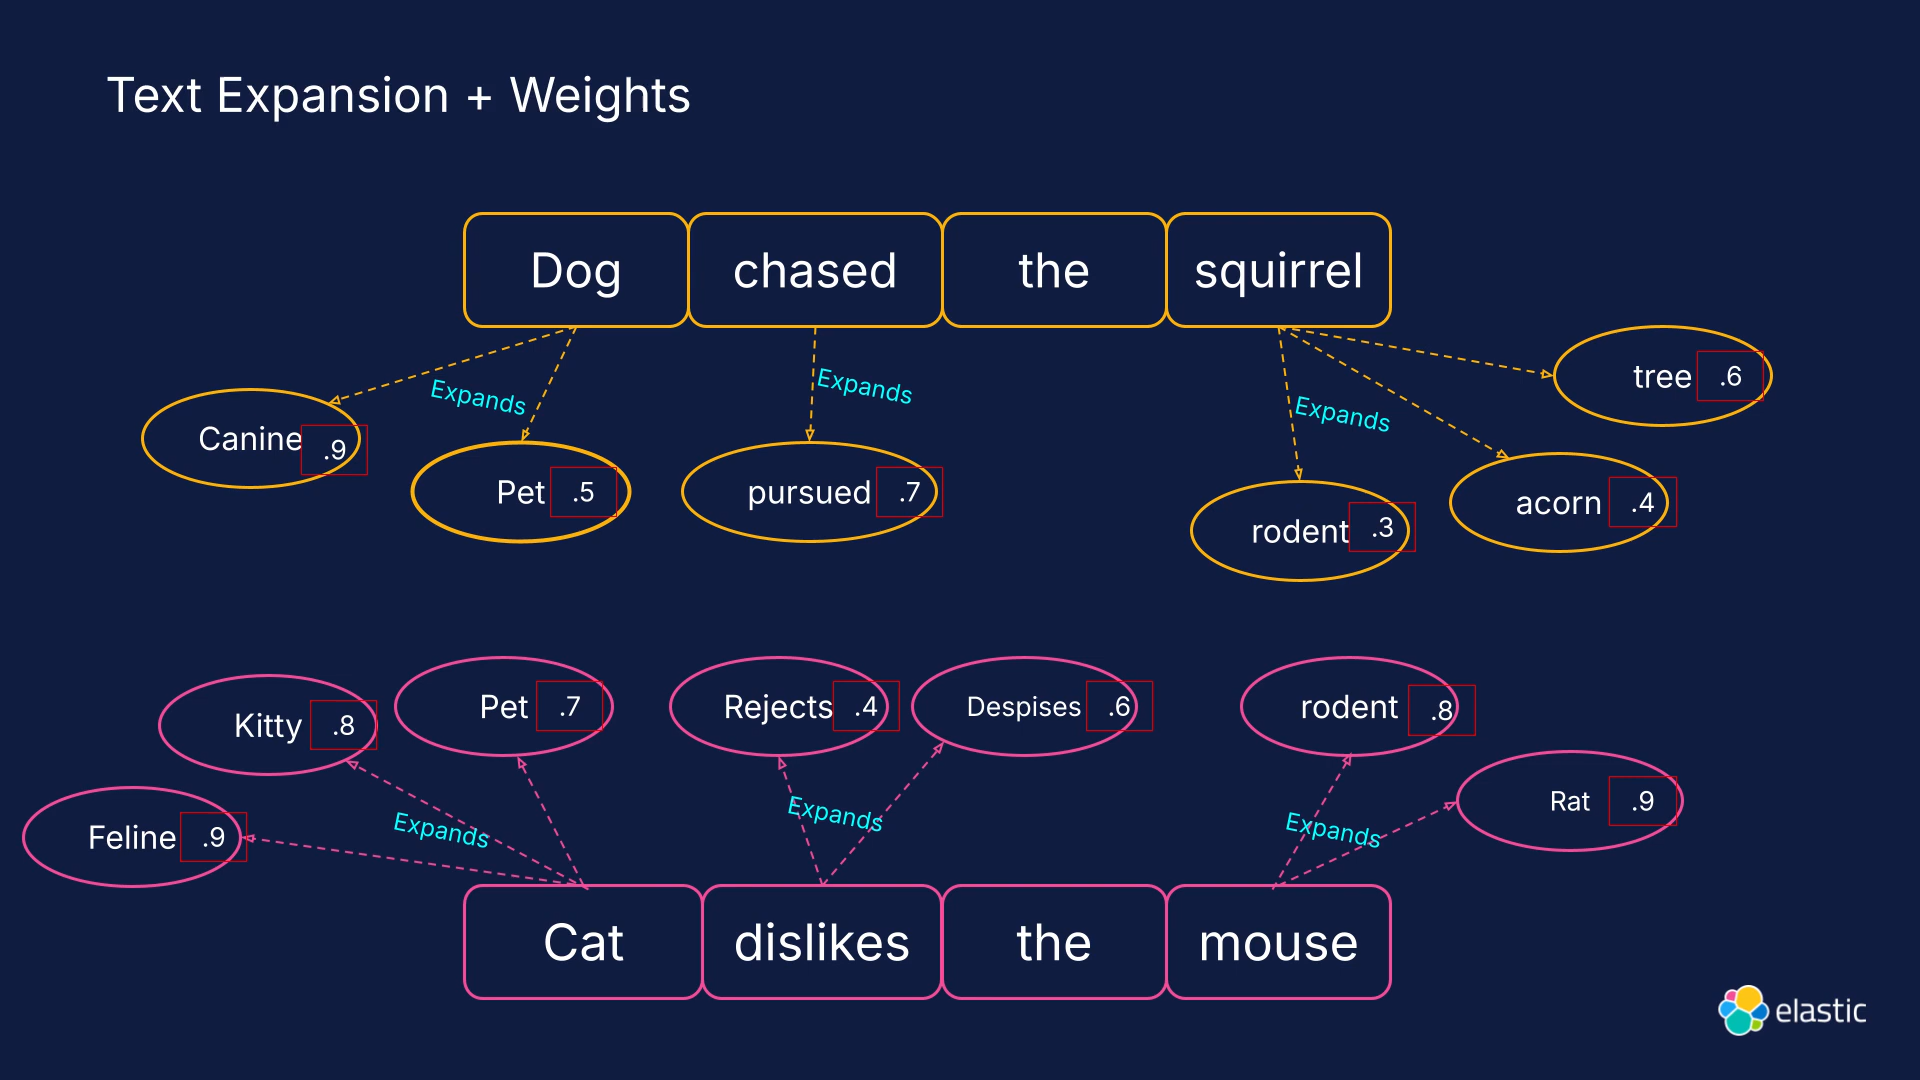 Text Expansion + Weights
Dog chased the squirrel
Expands
Expands
Expands
tree .6
Canine .9
Pet .5
pursued .7
rodent .3
acorn .4
Kitty .8
Pet .7
Rejects .4
Despises .6
rodent .8
Feline .9
Rat .9
Expands
Expands
Expands
Cat dislikes the mouse
elastic